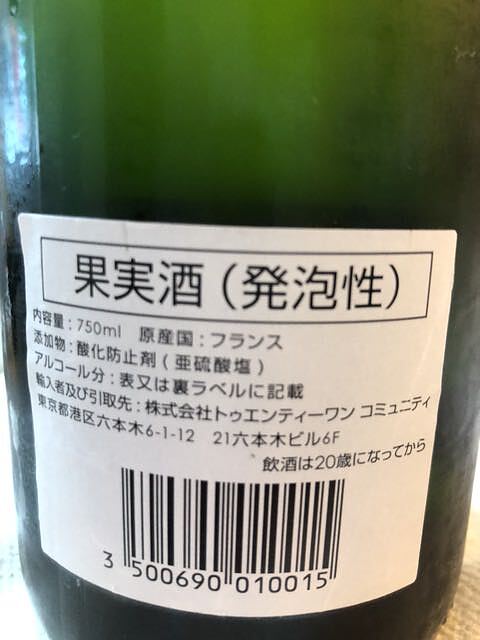 果実酒(発泡性)
内容量:750ml 原産国:フランス
添加物:酸化防止剤(亜硫酸塩)
アルコール分:表又は裏ラベルに記載
輸入者及び引取先:株式会社トゥエンティーワン コミュニティ
東京都港区六本木6-1-12 21六本木ビル6F
飲酒は20歳になってから
3 500690 010015